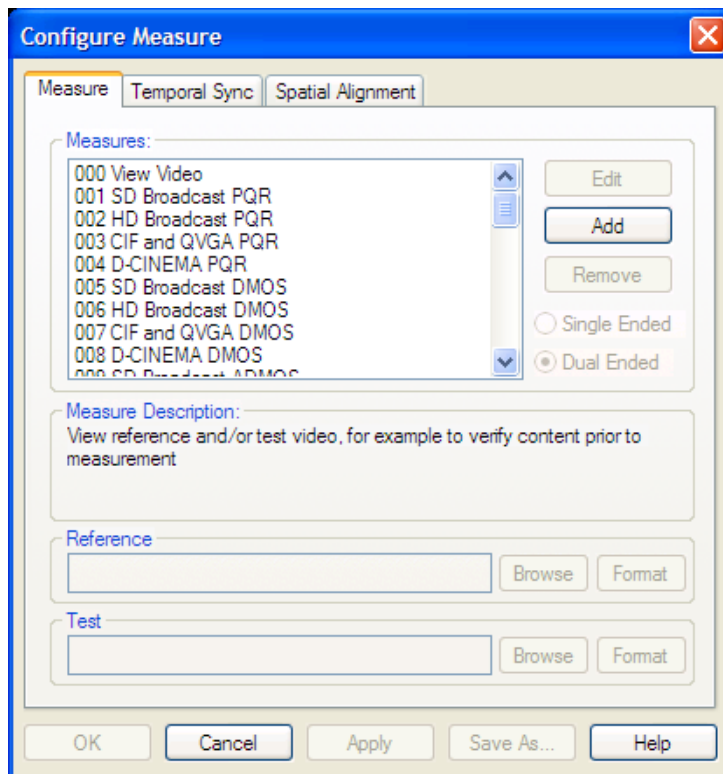 Configure Measure
Measure
Temporal Sync
Spatial Alignment
Measures:
000 View Video
001 SD Broadcast PQR
002 HD Broadcast PQR
003 CIF and QVGA PQR
004 D-CINEMA PQR
005 SD Broadcast DMOS
006 HD Broadcast DMOS
007 CIF and QVGA DMOS
008 D-CINEMA DMOS
009 SD Broadcast ADMOS
Edit
Add
Remove
Single Ended
Dual Ended
Measure Description:
View reference and/or test video, for example to verify content prior to
measurement
Reference
Browse
Format
Test
Browse
Format
OK
Cancel
Apply
Save As...
Help